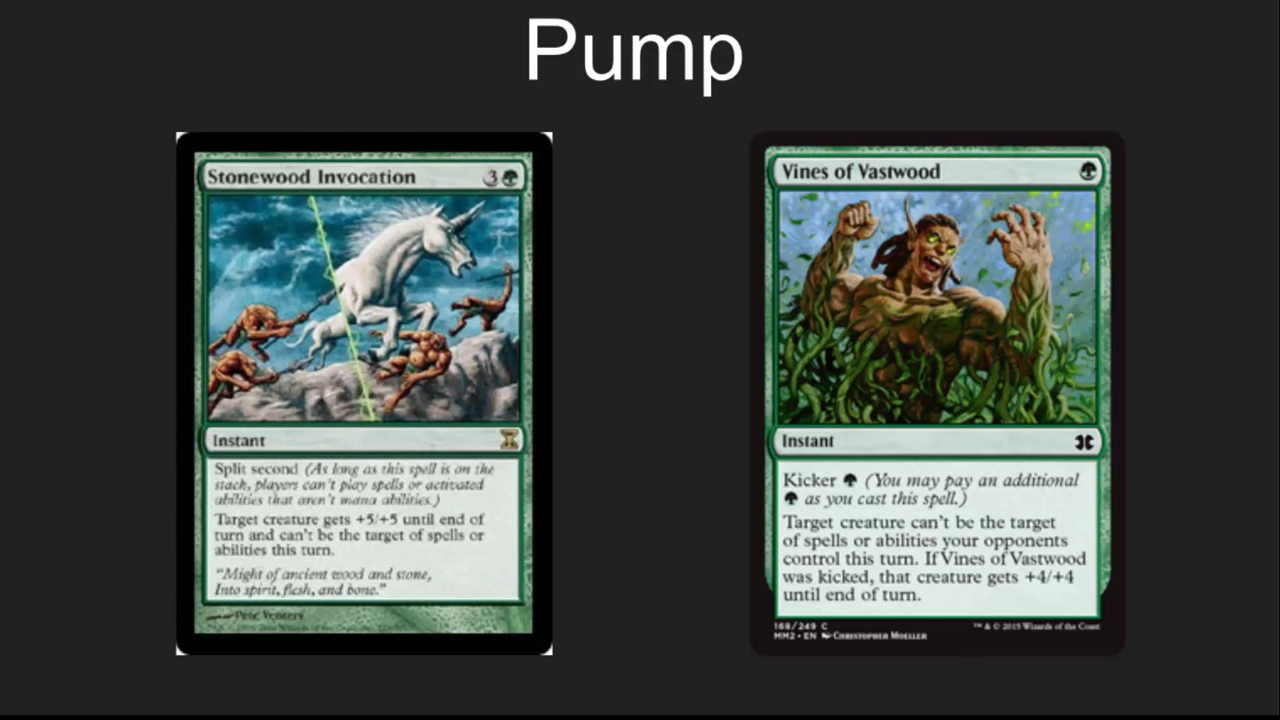 Pump
Stonewood Invocation 3
Instant
Split second (As long as this spell is on the
stack, players can't play spells or activated
abilities that aren't mana abilities.)
Target creature gets +5/+5 until end of
turn and can't be the target of spells or
abilities this turn.
"Might of ancient wood and stone,
Into spirit, flesh, and bone."
Vines of Vastwood
Instant
Kicker (You may pay an additional
as you cast this spell.)
Target creature can't be the target
of spells or abilities your opponents
control this turn. If Vines of Vastwood
was kicked, that creature gets +4/+4
until end of turn.
168/249 C
MM2 • EN Christopher Moeller
™ & © 2015 Wizards of the Coast